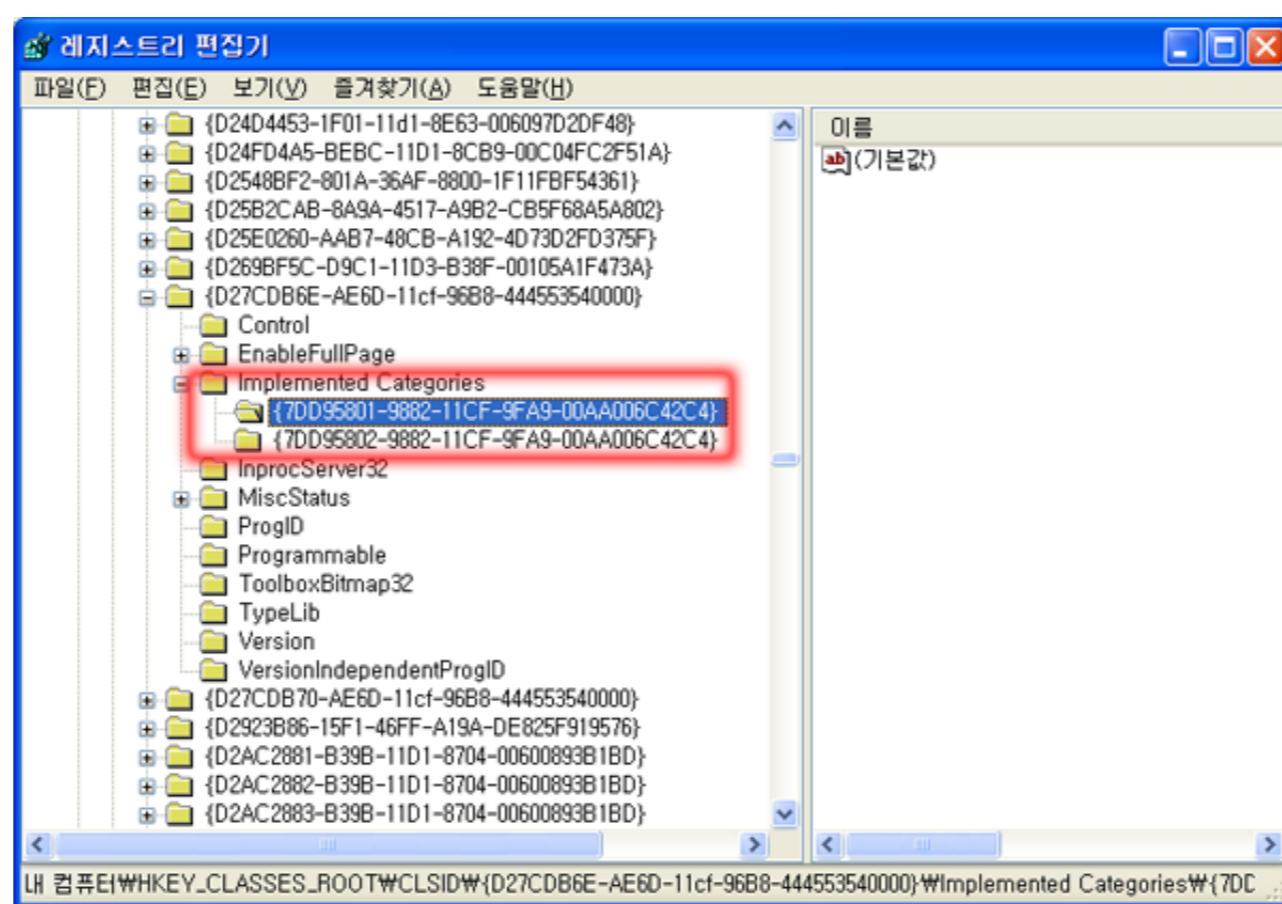 레지스트리 편집기
파일(F) 편집(E) 보기(V) 즐겨찾기(A) 도움말(H)
{D24D4453-1F01-11d1-8E63-006097D2DF48}
{D24FD4A5-BEBC-11D1-8CB9-00C04FC2F51A}
{D2548BF2-801A-36AF-8800-1F11FBF54361}
{D25B2CAB-8A9A-4517-A9B2-CB5F68A5A802}
{D25E0260-AAB7-48CB-A192-4D73D2FD375F}
{D269BF5C-D9C1-11D3-B38F-00105A1F473A}
{D27CDB6E-AE6D-11cf-96B8-444553540000}
Control
EnableFullPage
Implemented Categories
{7DD95801-9882-11CF-9FA9-00AA006C42C4}
{7DD95802-9882-11CF-9FA9-00AA006C42C4}
InprocServer32
MiscStatus
ProgID
Programmable
ToolboxBitmap32
TypeLib
Version
VersionIndependentProgID
{D27CDB70-AE6D-11cf-96B8-444553540000}
{D2923B86-15F1-46FF-A19A-DE825F919576}
{D2AC2881-B39B-11D1-8704-00600893B1BD}
{D2AC2882-B39B-11D1-8704-00600893B1BD}
{D2AC2883-B39B-11D1-8704-00600893B1BD}
이름
ab (기본값)
내 컴퓨터₩HKEY_CLASSES_ROOT₩CLSID₩{D27CDB6E-AE6D-11cf-96B8-444553540000}₩Implemented Categories₩{7DD